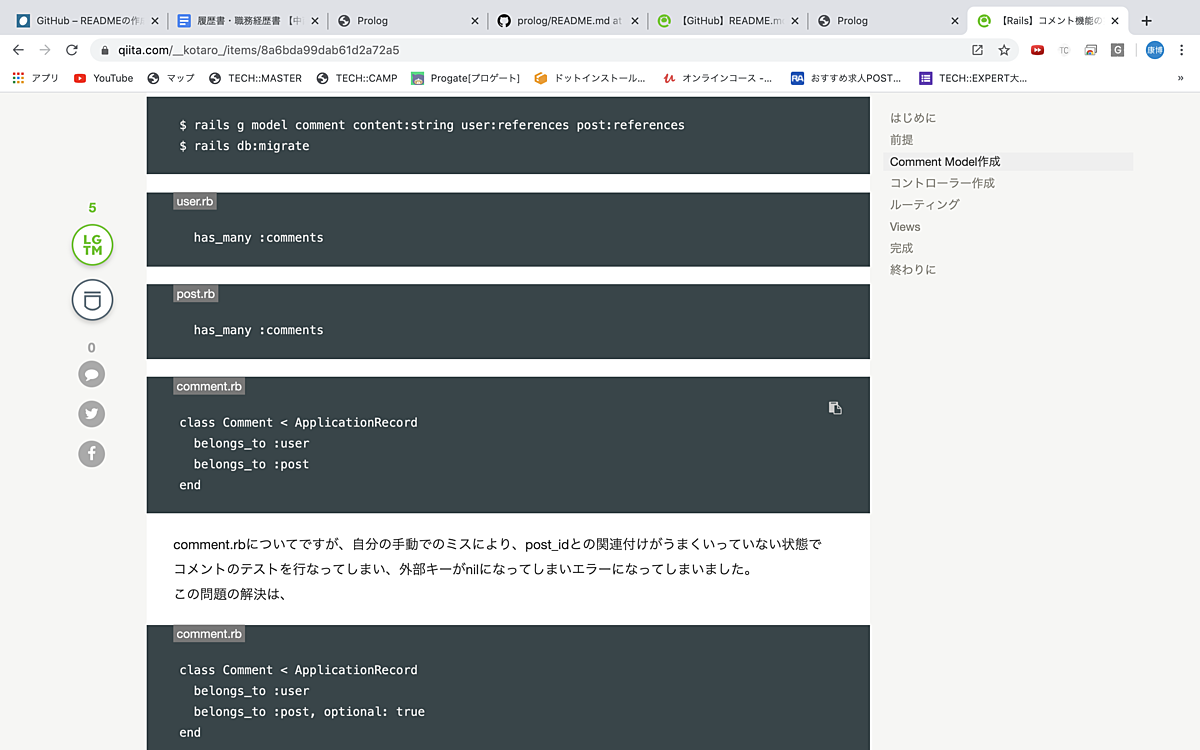 GitHub – READMEの作
履歴書・職務経歴書 【中
Prolog
prolog/README.md at
【GitHub】README.m
Prolog
【Rails】コメント機能の
qiita.com/__kotaro_/items/8a6bda99dab61d2a72a5
TC
G
康博
アプリ
YouTube
マップ
TECH::MASTER
TECH::CAMP
Progate[プロゲート]
ドットインストール...
オンラインコース -...
RA
おすすめ求人POST...
TECH::EXPERT大...
»
$ rails g model comment content:string user:references post:references
$ rails db:migrate
user.rb
has_many :comments
post.rb
has_many :comments
comment.rb
class Comment < ApplicationRecord
belongs_to :user
belongs_to :post
end
comment.rbについてですが、自分の手動でのミスにより、post_idとの関連付けがうまくいっていない状態で
コメントのテストを行なってしまい、外部キーがnilになってしまいエラーになってしまいました。
この問題の解決は、
comment.rb
class Comment < ApplicationRecord
belongs_to :user
belongs_to :post, optional: true
end
5
LG
TM
0
はじめに
前提
Comment Model作成
コントローラー作成
ルーティング
Views
完成
終わりに